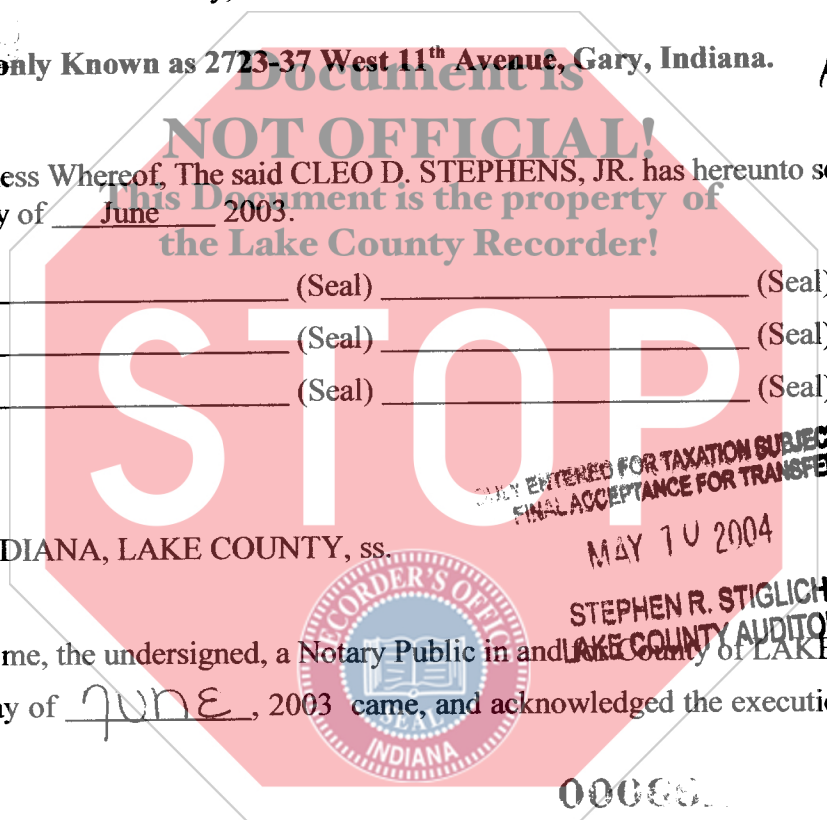 only Known as 2723-37 West 11th Avenue, Gary, Indiana.
Document is
NOT OFFICIAL!
ess Whereof, The said CLEO D. STEPHENS, JR. has hereunto
This Document is the property of
y of June 2003.
the Lake County Recorder!
(Seal) (Seal)
(Seal) (Seal)
(Seal) (Seal)
STOP
DULY ENTERED FOR TAXATION SUBJEC
FINAL ACCEPTANCE FOR TRANSFE
MAY 10 2004
DIANA, LAKE COUNTY, ss.
STEPHEN R. STIGLICH
LAKE COUNTY AUDITO
RECORDER'S OFFICE
me, the undersigned, a Notary Public in and for County of LAKE
ay of JUNE, 2003 came, and acknowledged the executi
SEAL
INDIANA